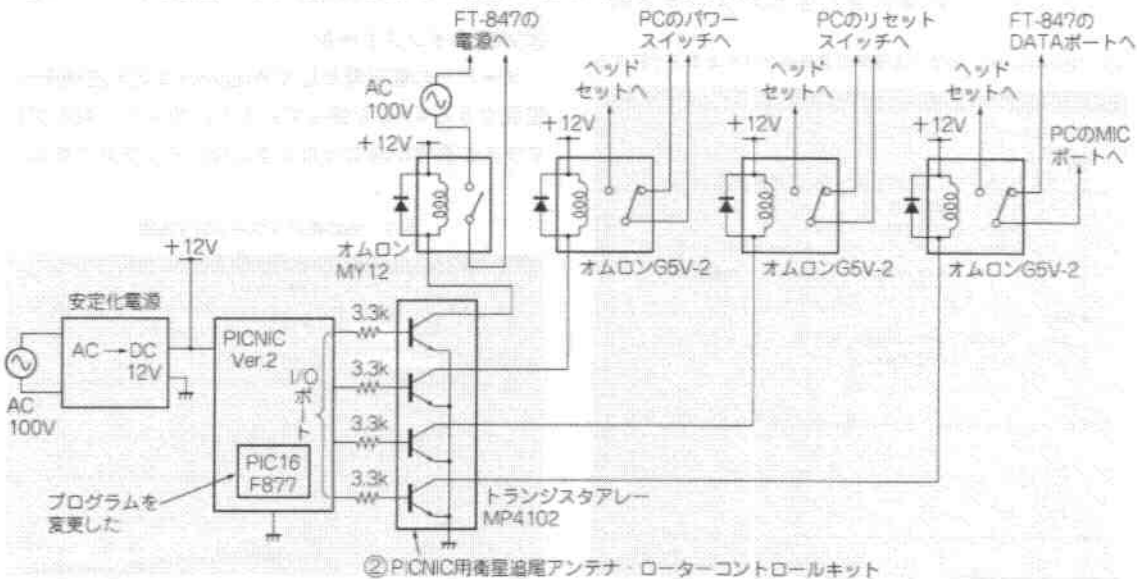 FT-847の
電源へ
PCのパワー
スイッチへ
PCのリセット
スイッチへ
FT-847の
DATAポートへ
AC
100V
ヘッド
セットへ
ヘッド
セットへ
ヘッド
セットへ
PCのMIC
ポートへ
+12V
+12V
+12V
+12V
オムロン
MY12
オムロンG5V-2
オムロンG5V-2
オムロンG5V-2
+12V
安定化電源
AC→DC
12V
AC
100V
PICNIC
Ver.2
I/Oポート
PIC16
F877
プログラムを
変更した
3.3k
3.3k
3.3k
3.3k
トランジスタアレー
MP4102
②PICNIC用衛星追尾アンテナ・ローターコントロールキット